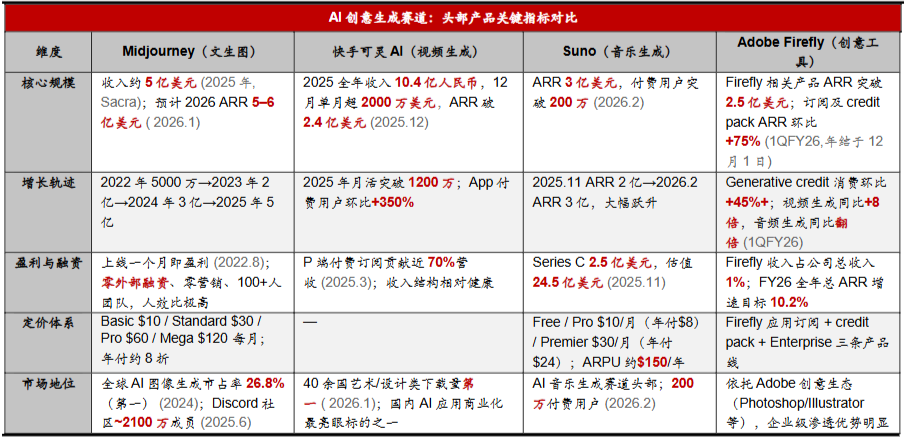 AI 创意生成赛道：头部产品关键指标对比
维度
Midjourney（文生图）
快手可灵 AI（视频生成）
Suno（音乐生成）
Adobe Firefly（创意工
具）
核心规模
收入约 5 亿美元 (2025 年,
Sacra)；预计 2026 ARR 5–6
亿美元 ( 2026.1)
2025 全年收入 10.4 亿人民币，12
月单月超 2000 万美元，ARR 破
2.4 亿美元 (2025.12)
ARR 3 亿美元，付费用户突
破 200 万 (2026.2)
Firefly 相关产品 ARR 突破
2.5 亿美元；订阅及 credit
pack ARR 环比
+75% (1QFY26,年结于 12
月 1 日)
增长轨迹
2022 年 5000 万→2023 年 2
亿→2024 年 3 亿→2025 年 5
亿
2025 年月活突破 1200 万；App 付
费用户环比+350%
2025.11 ARR 2 亿→2026.2
ARR 3 亿，大幅跃升
Generative credit 消费环比
+45%+；视频生成同比+8
倍，音频生成同比翻
倍 (1QFY26)
盈利与融资
上线一个月即盈利 (2022.8)；
零外部融资、零营销、100+人
团队，人效比极高
P 端付费订阅贡献近 70%营
收 (2025.3)；收入结构相对健康
Series C 2.5 亿美元，估值
24.5 亿美元 (2025.11)
Firefly 收入占公司总收入
1%；FY26 全年总 ARR 增
速目标 10.2%
定价体系
Basic $10 / Standard $30 /
Pro $60 / Mega $120 每月；
年付约 8 折
—
Free / Pro $10/月（年付$8）
/ Premier $30/月（年付
$24）；ARPU 约$150/年
Firefly 应用订阅 + credit
pack + Enterprise 三条产品
线
市场地位
全球 AI 图像生成市占率 26.8%
（第一） (2024)；Discord 社
区~2100 万成员 (2025.6)
40 余国艺术/设计类下载量第
一 ( 2026.1)；国内 AI 应用商业化
最亮眼标的之一
AI 音乐生成赛道头部；200
万付费用户 (2026.2)
依托 Adobe 创意生态
（Photoshop/Illustrator
等），企业级渗透优势明显